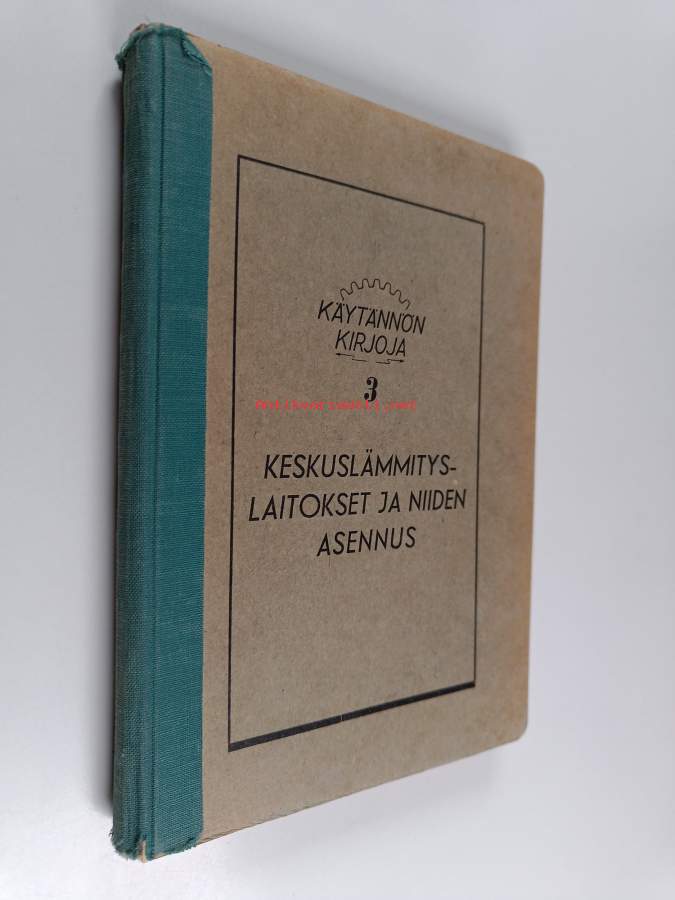 KÄYTÄNNÖN
KIRJOJA
3
KESKUSLÄMMITYS-
LAITOKSET JA NIIDEN
ASENNUS